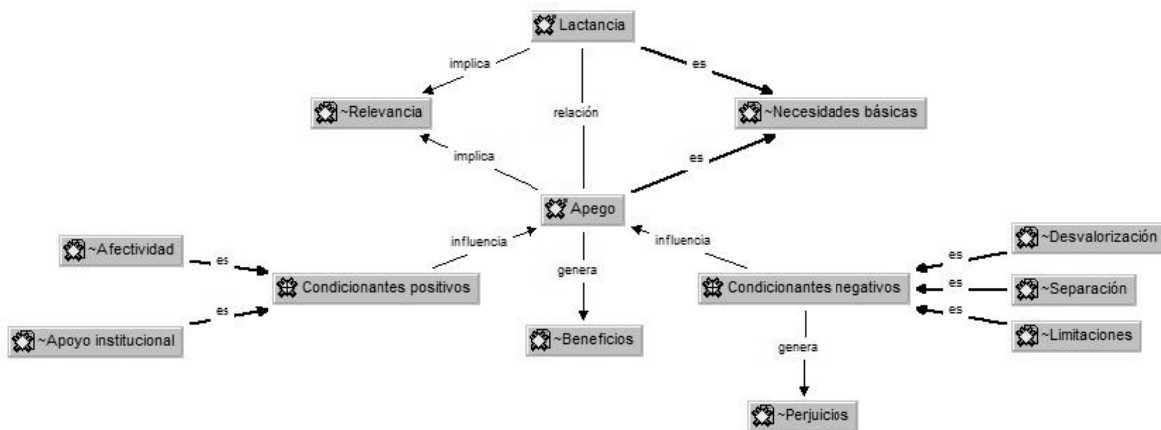 Lactancia
implica
es
~Relevancia
relación
~Necesidades básicas
implica
es
Apego
~Afectividad
influencia
influencia
~Desvalorización
es
es
Condicionantes positivos
genera
Condicionantes negativos
es
~Separación
es
es
~Apoyo institucional
~Beneficios
genera
~Limitaciones
~Perjuicios